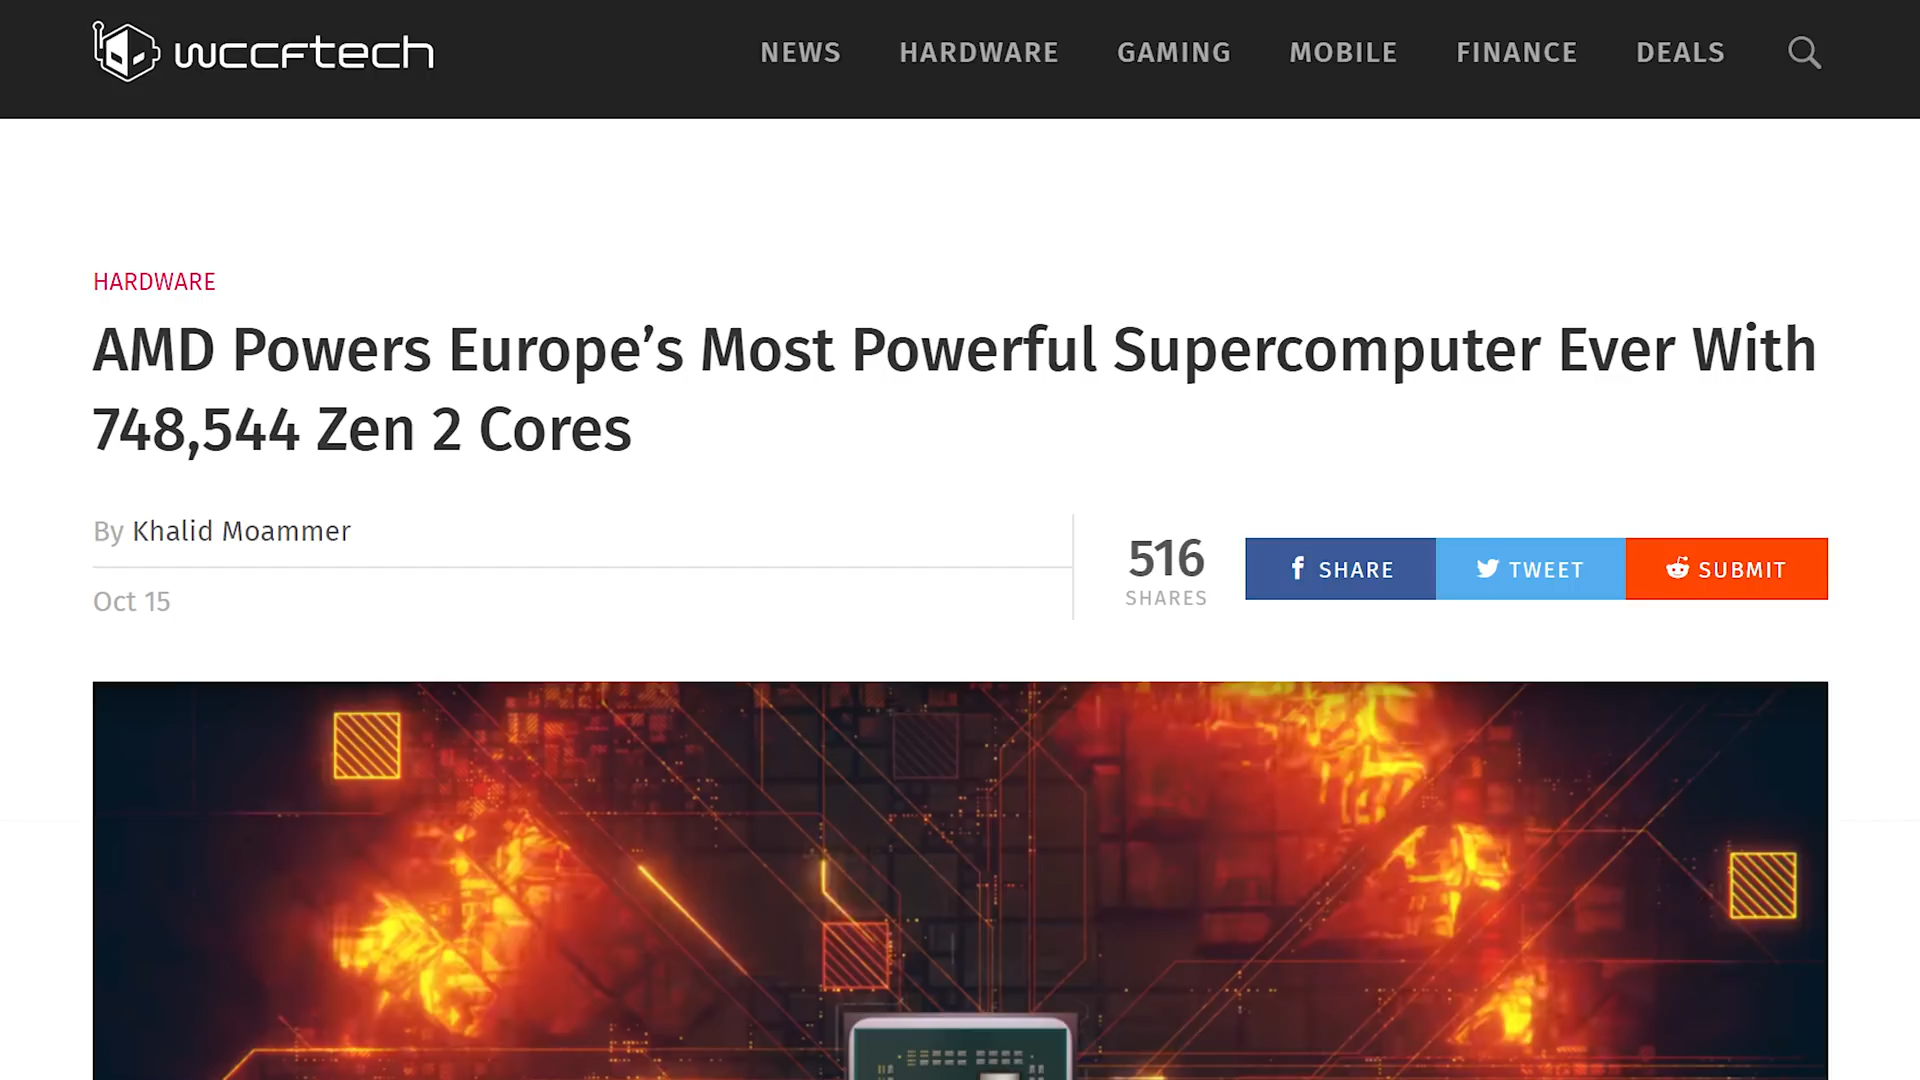 wccftech
NEWS
HARDWARE
GAMING
MOBILE
FINANCE
DEALS
HARDWARE
AMD Powers Europe’s Most Powerful Supercomputer Ever With
748,544 Zen 2 Cores
By Khalid Moammer
Oct 15
516
SHARES
SHARE
TWEET
SUBMIT